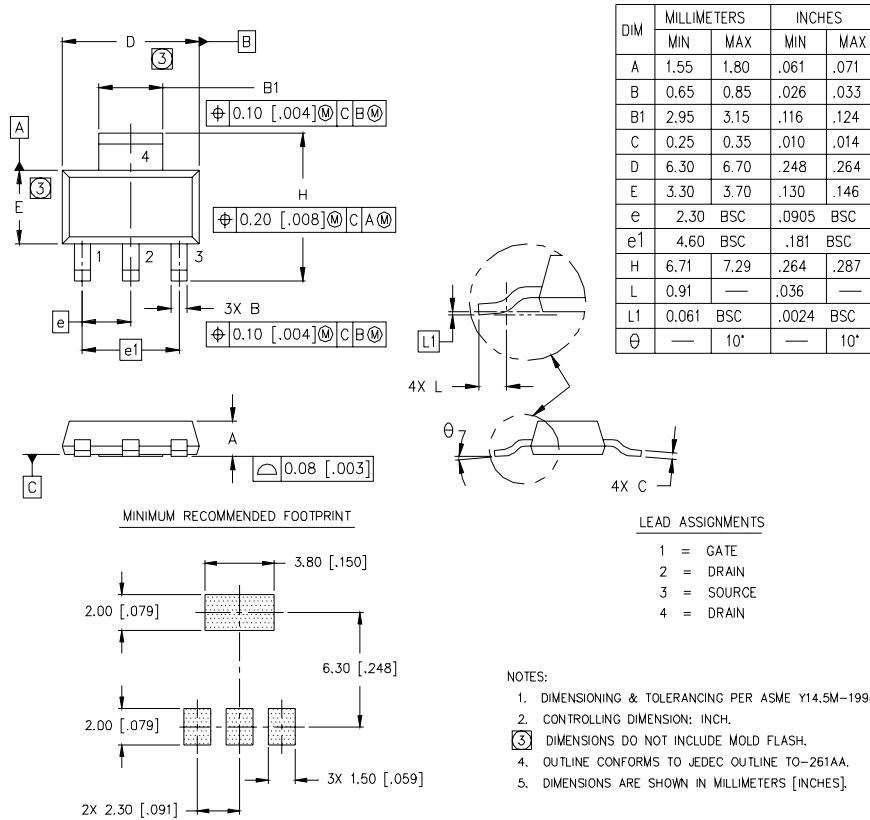 D
B
3
B1
⌖ 0.10 [.004] Ⓜ C B Ⓜ
A
4
3
E
H
⌖ 0.20 [.008] Ⓜ C A Ⓜ
1 2 3
3X B
e
⌖ 0.10 [.004] Ⓜ C B Ⓜ
e1
L1
4X L
A
C
⌓ 0.08 [.003]
θ
4X C
DIM MILLIMETERS INCHES
MIN MAX MIN MAX
A 1.55 1.80 .061 .071
B 0.65 0.85 .026 .033
B1 2.95 3.15 .116 .124
C 0.25 0.35 .010 .014
D 6.30 6.70 .248 .264
E 3.30 3.70 .130 .146
e 2.30 BSC .0905 BSC
e1 4.60 BSC .181 BSC
H 6.71 7.29 .264 .287
L 0.91 — .036 —
L1 0.061 BSC .0024 BSC
θ — 10° — 10°
MINIMUM RECOMMENDED FOOTPRINT
3.80 [.150]
2.00 [.079]
6.30 [.248]
2.00 [.079]
3X 1.50 [.059]
2X 2.30 [.091]
LEAD ASSIGNMENTS
1 = GATE
2 = DRAIN
3 = SOURCE
4 = DRAIN
NOTES:
1. DIMENSIONING & TOLERANCING PER ASME Y14.5M-199
2. CONTROLLING DIMENSION: INCH.
3 DIMENSIONS DO NOT INCLUDE MOLD FLASH.
4. OUTLINE CONFORMS TO JEDEC OUTLINE TO-261AA.
5. DIMENSIONS ARE SHOWN IN MILLIMETERS [INCHES].